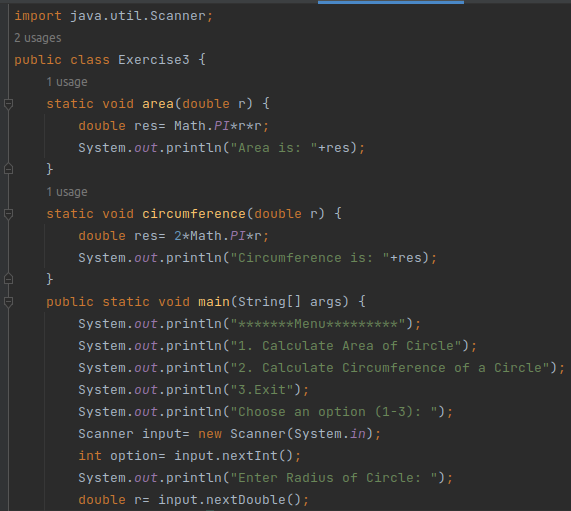 import java.util.Scanner;
2 usages
public class Exercise3 {
1 usage
static void area(double r) {
double res= Math.PI*r*r;
System.out.println("Area is: "+res);
}
1 usage
static void circumference(double r) {
double res= 2*Math.PI*r;
System.out.println("Circumference is: "+res);
}
public static void main(String[] args) {
System.out.println("*******Menu*********");
System.out.println("1. Calculate Area of Circle");
System.out.println("2. Calculate Circumference of a Circle");
System.out.println("3.Exit");
System.out.println("Choose an option (1-3): ");
Scanner input= new Scanner(System.in);
int option= input.nextInt();
System.out.println("Enter Radius of Circle: ");
double r= input.nextDouble();